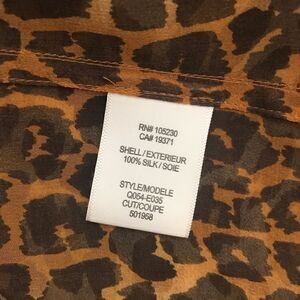 RN# 105230
CA# 19371
SHELL / EXTERIEUR
100% SILK / SOIE
STYLE/MODELE
Q054-E035
CUT/COUPE
501958